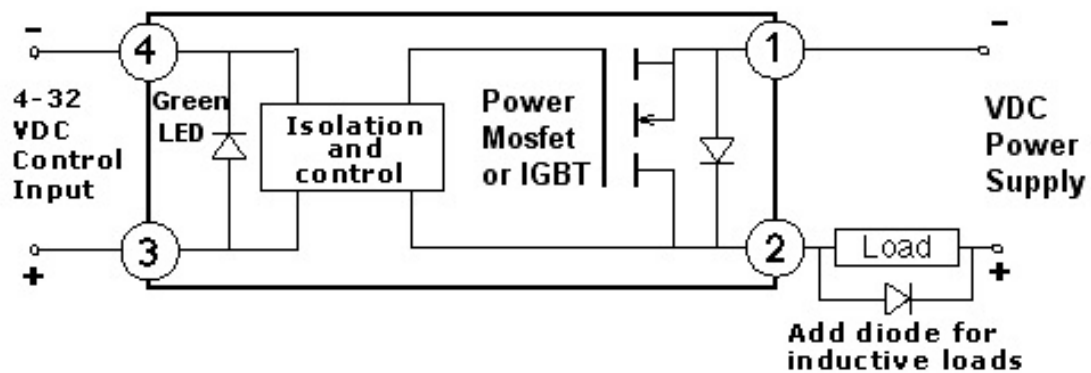 -
4
4-32
VDC
Control
Input
Green
LED
Isolation
and
control
3
+
Power
Mosfet
or IGBT
1
-
VDC
Power
Supply
2
Load
+
Add diode for
inductive loads